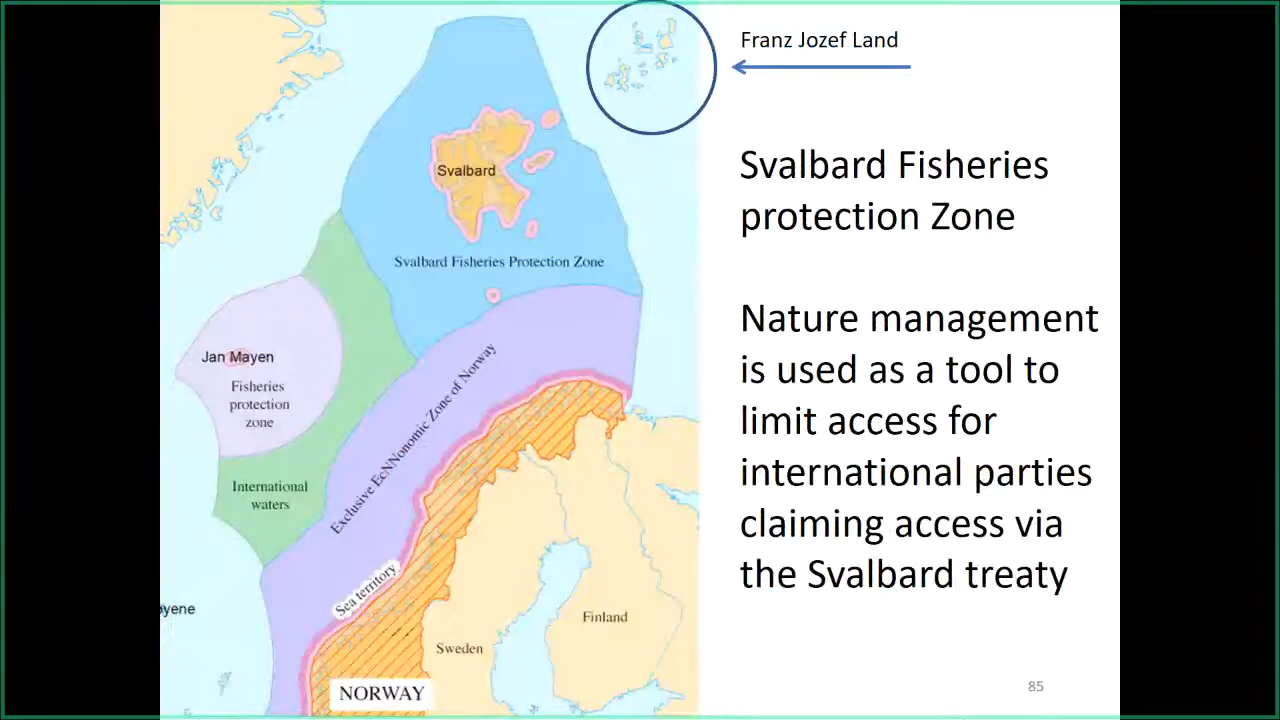 Franz Jozef Land
Svalbard Fisheries
protection Zone
Nature management
is used as a tool to
limit access for
international parties
claiming access via
the Svalbard treaty
Svalbard
Svalbard Fisheries Protection Zone
Jan Mayen
Fisheries
protection
zone
International
waters
Exclusive EcNNonomic Zone of Norway
Sea territory
øyene
Finland
Sweden
NORWAY
85